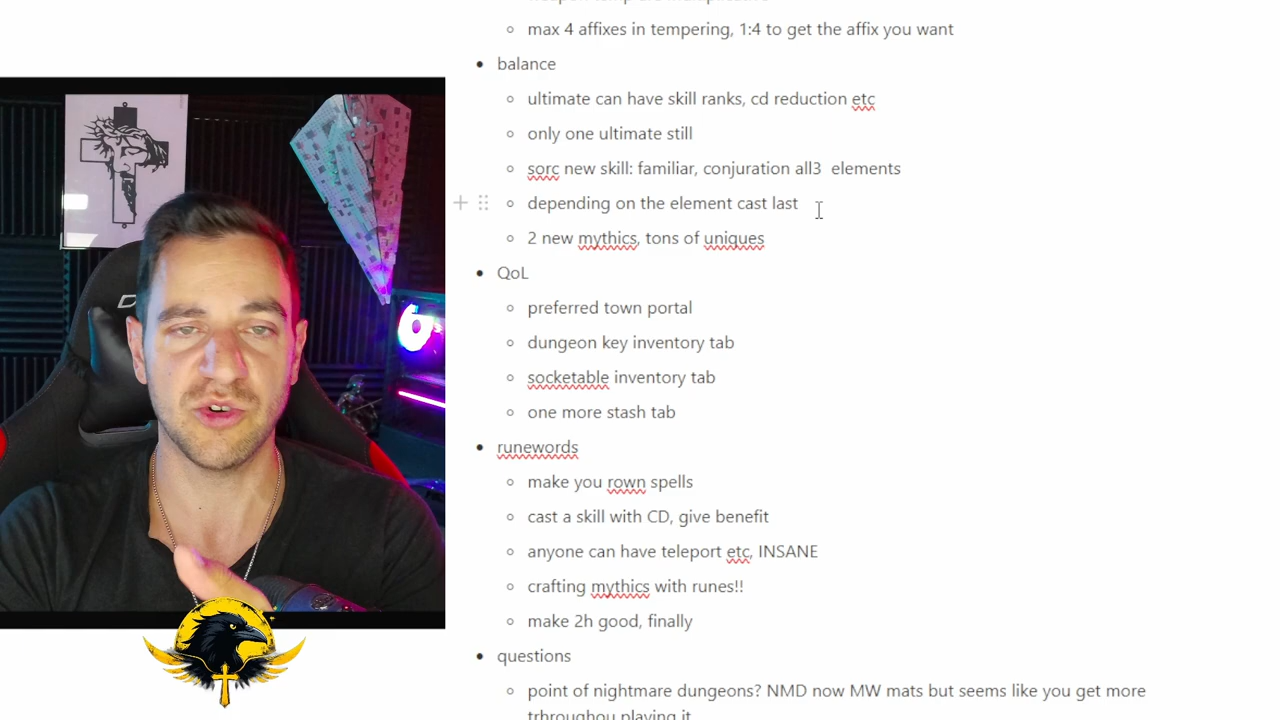 max 4 affixes in tempering, 1:4 to get the affix you want
balance
ultimate can have skill ranks, cd reduction etc
only one ultimate still
sorc new skill: familiar, conjuration all3  elements
depending on the element cast last
2 new mythics, tons of uniques
QoL
preferred town portal
dungeon key inventory tab
socketable inventory tab
one more stash tab
runewords
make you rown spells
cast a skill with CD, give benefit
anyone can have teleport etc, INSANE
crafting mythics with runes!!
make 2h good, finally
questions
point of nightmare dungeons? NMD now MW mats but seems like you get more
trhroughou playing it